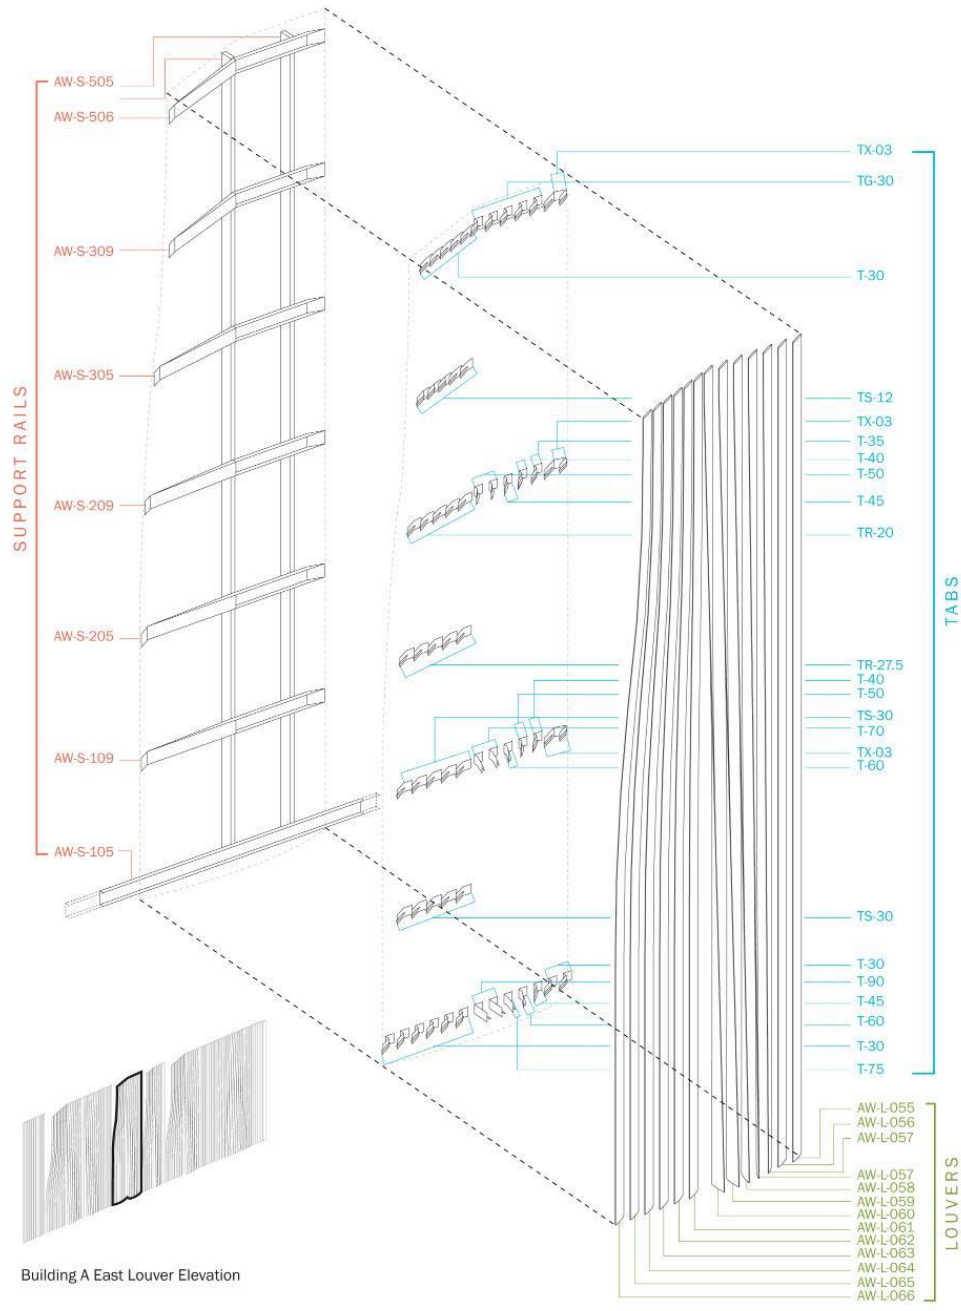 SUPPORT RAILS
AW-S-505
AW-S-506
AW-S-309
AW-S-305
AW-S-209
AW-S-205
AW-S-109
AW-S-105
TX-03
TG-30
T-30
TS-12
TX-03
T-35
T-40
T-50
T-45
TR-20
TR-27.5
T-40
T-50
TS-30
T-70
TX-03
T-60
TS-30
T-30
T-90
T-45
T-60
T-30
T-75
TABS
AW-L-055
AW-L-056
AW-L-057
AW-L-057
AW-L-058
AW-L-059
AW-L-060
AW-L-061
AW-L-062
AW-L-063
AW-L-064
AW-L-065
AW-L-066
LOUVERS
Building A East Louver Elevation